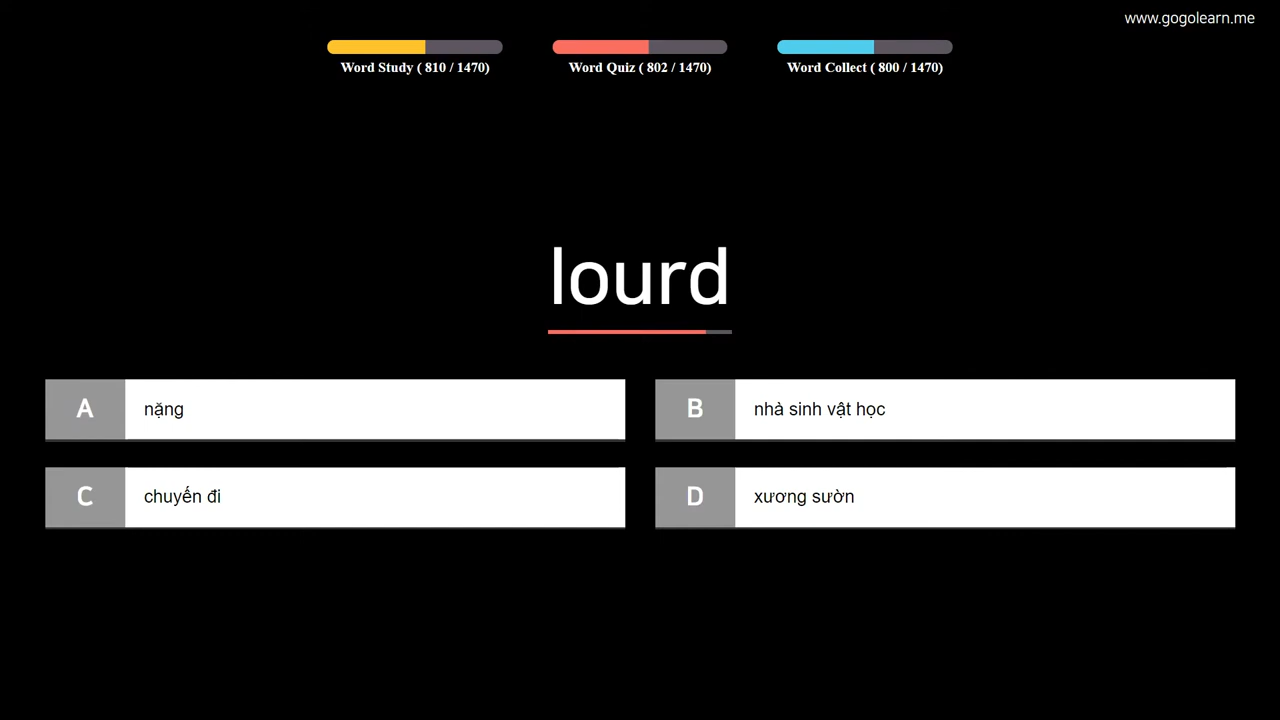 www.gogolearn.me
Word Study ( 810 / 1470)
Word Quiz ( 802 / 1470)
Word Collect ( 800 / 1470)
lourd
A nặng
B nhà sinh vật học
C chuyến đi
D xương sườn